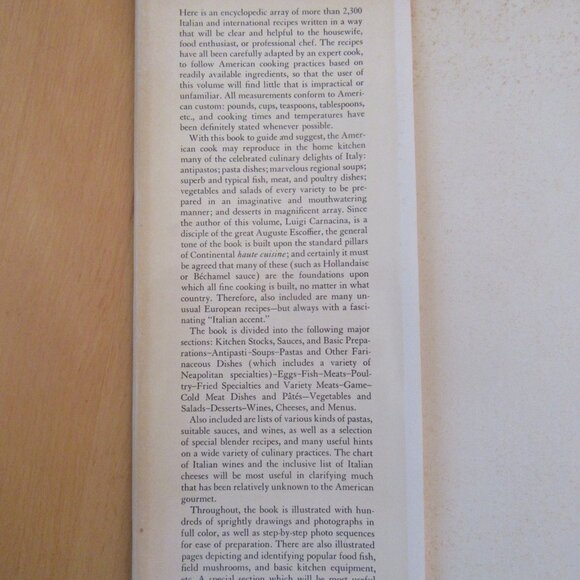 Here is an encyclopedic array of more than 2,300
Italian and international recipes written in a way
that will be clear and helpful to the housewife,
food enthusiast, or professional chef. The recipes
have all been carefully adapted by an expert cook,
to follow American cooking practices based on
readily available ingredients, so that the user of
this volume will find little that is impractical or
unfamiliar. All measurements conform to Ameri-
can custom: pounds, cups, teaspoons, tablespoons,
etc., and cooking times and temperatures have
been definitely stated whenever possible.
With this book to guide and suggest, the Amer-
ican cook may reproduce in the home kitchen
many of the celebrated culinary delights of Italy:
antipastos; pasta dishes; marvelous regional soups;
superb and typical fish, meat, and poultry dishes;
vegetables and salads of every variety to be pre-
pared in an imaginative and mouthwatering
manner; and desserts in magnificent array. Since
the author of this volume, Luigi Carnacina, is a
disciple of the great Auguste Escoffier, the general
tone of the book is built upon the standard pillars
of Continental haute cuisine; and certainly it must
be agreed that many of these (such as Hollandaise
or Béchamel sauce) are the foundations upon
which all fine cooking is built, no matter in what
country. Therefore, also included are many un-
usual European recipes—but always with a fasci-
nating "Italian accent."
The book is divided into the following major
sections: Kitchen Stocks, Sauces, and Basic Prepa-
rations—Antipasti—Soups—Pastas and Other Fari-
naceous Dishes (which includes a variety of
Neapolitan specialties)—Eggs—Fish—Meats—Poul-
try—Fried Specialties and Variety Meats—Game—
Cold Meat Dishes and Pâtés—Vegetables and
Salads—Desserts—Wines, Cheeses, and Menus.
Also included are lists of various kinds of pastas,
suitable sauces, and wines, as well as a selection
of special blender recipes, and many useful hints
on a wide variety of culinary practices. The chart
of Italian wines and the inclusive list of Italian
cheeses will be most useful in clarifying much
that has been relatively unknown to the American
gourmet.
Throughout, the book is illustrated with hun-
dreds of sprightly drawings and photographs in
full color, as well as step-by-step photo sequences
for ease of preparation. There are also illustrated
pages depicting and identifying popular food fish,
field mushrooms, and basic kitchen equipment,
etc. A special section which will be most useful